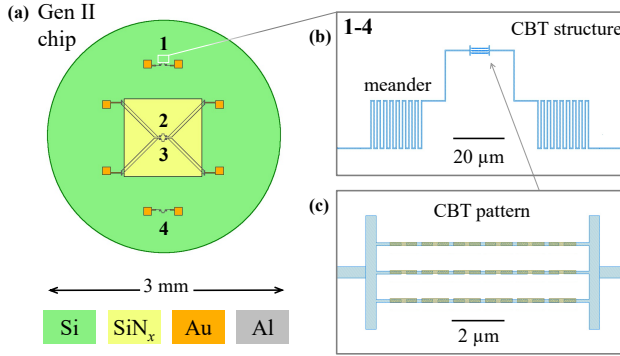 (a) Gen II
chip
1
2
3
4
3 mm
Si
SiNx
Au
Al
(b)
1-4
CBT structure
meander
20 µm
(c)
CBT pattern
2 µm